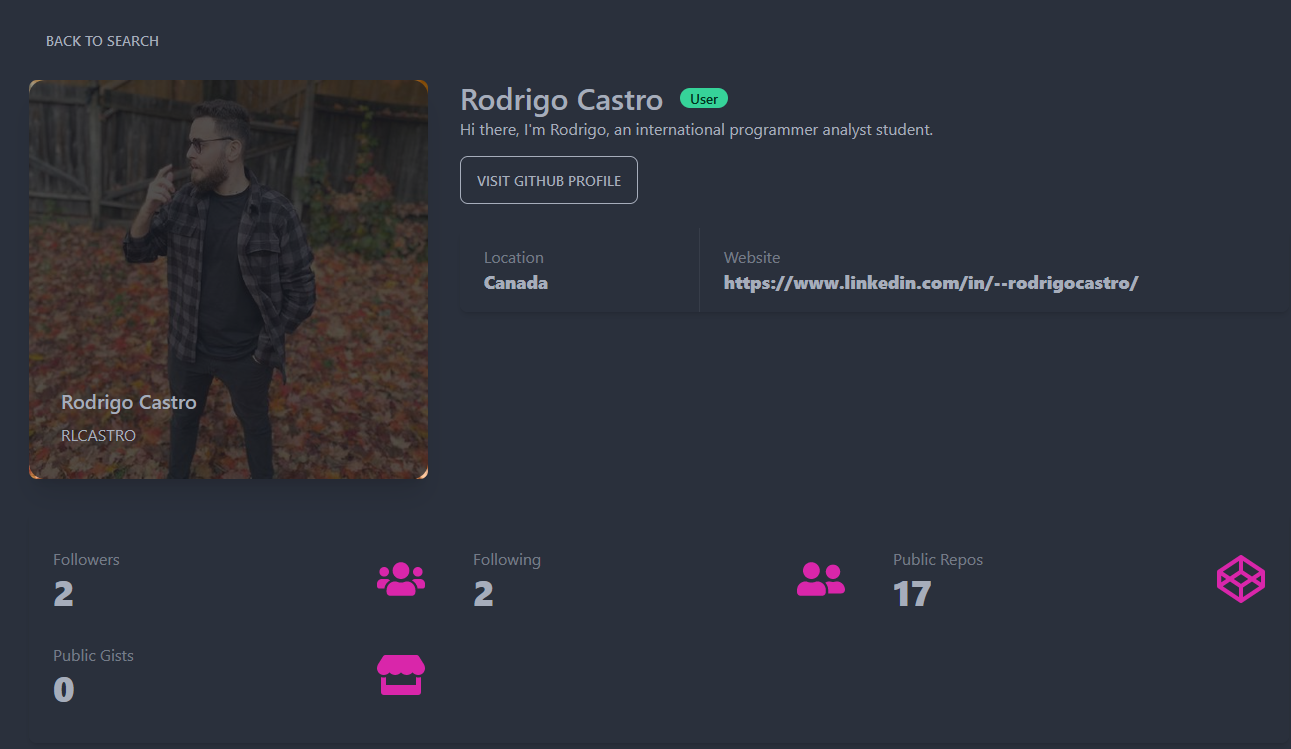 BACK TO SEARCH
Rodrigo Castro User
Hi there, I'm Rodrigo, an international programmer analyst student.
VISIT GITHUB PROFILE
Location
Canada
Website
https://www.linkedin.com/in/--rodrigocastro/
Rodrigo Castro
RLCASTRO
Followers
2
Following
2
Public Repos
17
Public Gists
0